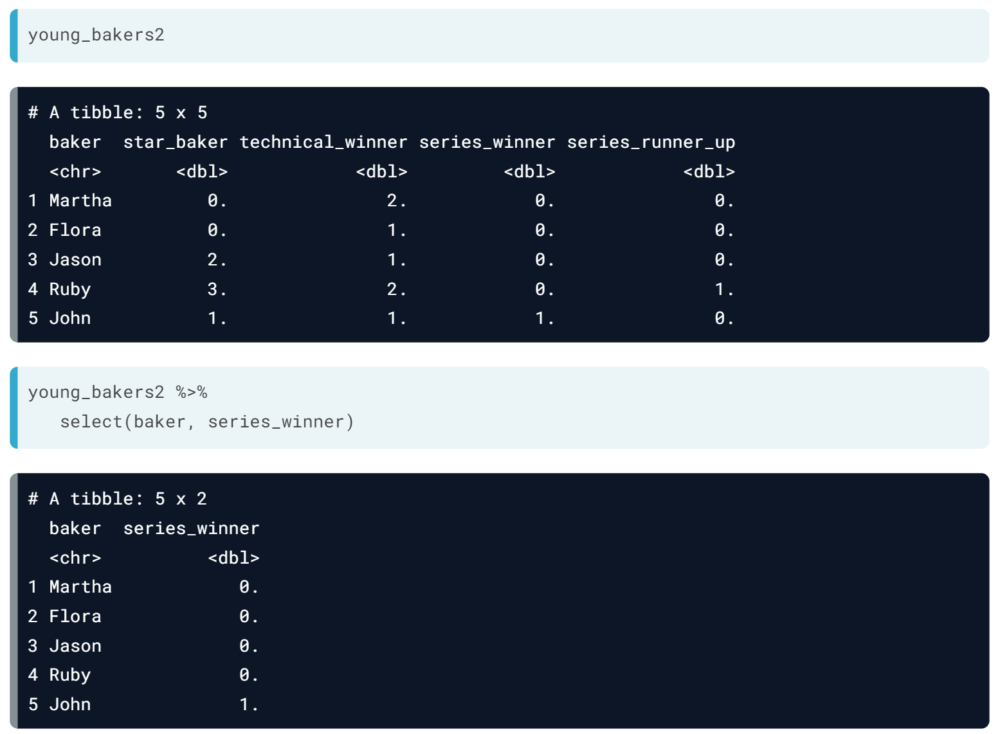 young_bakers2
# A tibble: 5 x 5
  baker  star_baker technical_winner series_winner series_runner_up
  <chr>       <dbl>            <dbl>         <dbl>            <dbl>
1 Martha         0.               2.            0.               0.
2 Flora          0.               1.            0.               0.
3 Jason          2.               1.            0.               0.
4 Ruby           3.               2.            0.               1.
5 John           1.               1.            1.               0.
young_bakers2 %>%
   select(baker, series_winner)
# A tibble: 5 x 2
  baker  series_winner
  <chr>          <dbl>
1 Martha            0.
2 Flora             0.
3 Jason             0.
4 Ruby              0.
5 John              1.